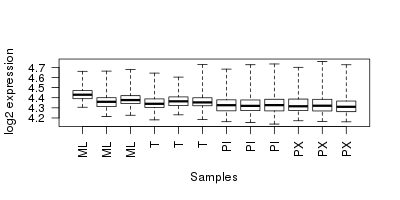 log2 expression
4.7
4.6
4.5
4.4
4.3
4.2
ML
ML
ML
T
T
T
PI
PI
PI
PX
PX
PX
Samples